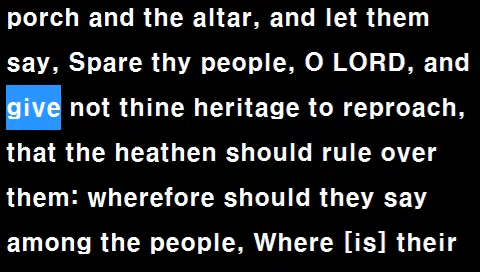 porch and the altar, and let them
say, Spare thy people, O LORD, and
give not thine heritage to reproach,
that the heathen should rule over
them: wherefore should they say
among the people, Where [is] their